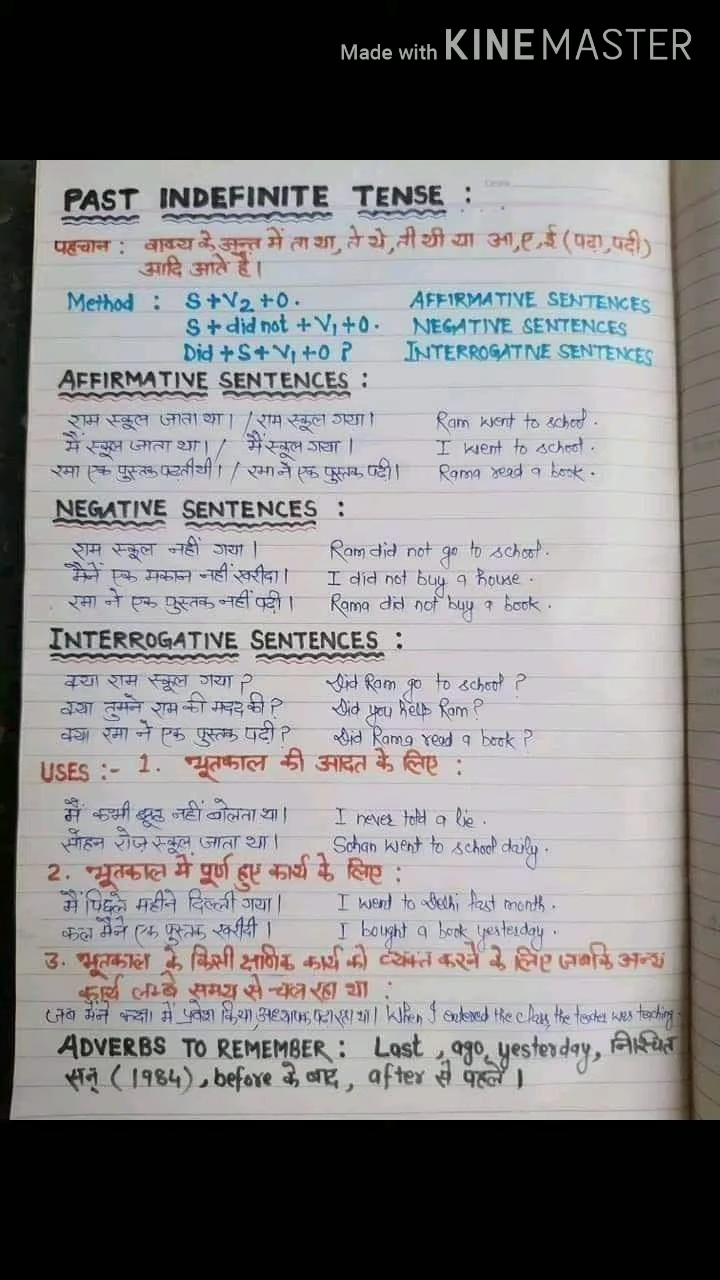 Made with KINEMASTER
PAST INDEFINITE TENSE :
पहचान : वाक्य के अन्त में ता था, ते थे, ती थी या आ, ए, ई (पढ़ा, पढ़ी)
आदि आते हैं।
Method : S+V₂+O. AFFIRMATIVE SENTENCES
S + did not + V₁+O. NEGATIVE SENTENCES
Did + S + V₁ + O ? INTERROGATIVE SENTENCES
AFFIRMATIVE SENTENCES :
राम स्कूल जाता था। / राम स्कूल गया। Ram went to school.
मैं स्कूल जाता था। / मैं स्कूल गया। I went to school.
रमा एक पुस्तक पढ़ती थी। / रमा ने एक पुस्तक पढ़ी। Rama read a book.
NEGATIVE SENTENCES :
राम स्कूल नहीं गया। Ram did not go to school.
मैनें एक मकान नहीं खरीदा। I did not buy a house.
रमा ने एक पुस्तक नहीं पढ़ी। Rama did not buy a book.
INTERROGATIVE SENTENCES :
क्या राम स्कूल गया ? Did Ram go to school ?
क्या तुमने राम की मदद की ? Did you help Ram?
क्या रमा ने एक पुस्तक पढ़ी ? Did Rama read a book ?
USES :- 1. भूतकाल की आदत के लिए :
मैं कभी झूठ नहीं बोलता था। I never told a lie.
सोहन रोज़ स्कूल जाता था। Sohan went to school daily.
2. भूतकाल में पूर्ण हुए कार्य के लिए :
मैं पिछले महीने दिल्ली गया। I went to Delhi last month.
कल मैने एक पुस्तक खरीदी। I bought a book yesterday.
3. भूतकाल के किसी क्षणिक कार्य को व्यक्त करने के लिए जबकि अन्य
कार्य लम्बे समय से चल रहा था :
जब मैंने कक्षा में प्रवेश किया, अध्यापक पढ़ा रहा था। When I entered the class, the teacher was teaching.
ADVERBS TO REMEMBER : Last, ago, yesterday, निश्चित
सन् (1984), before के बाद, after से पहले।